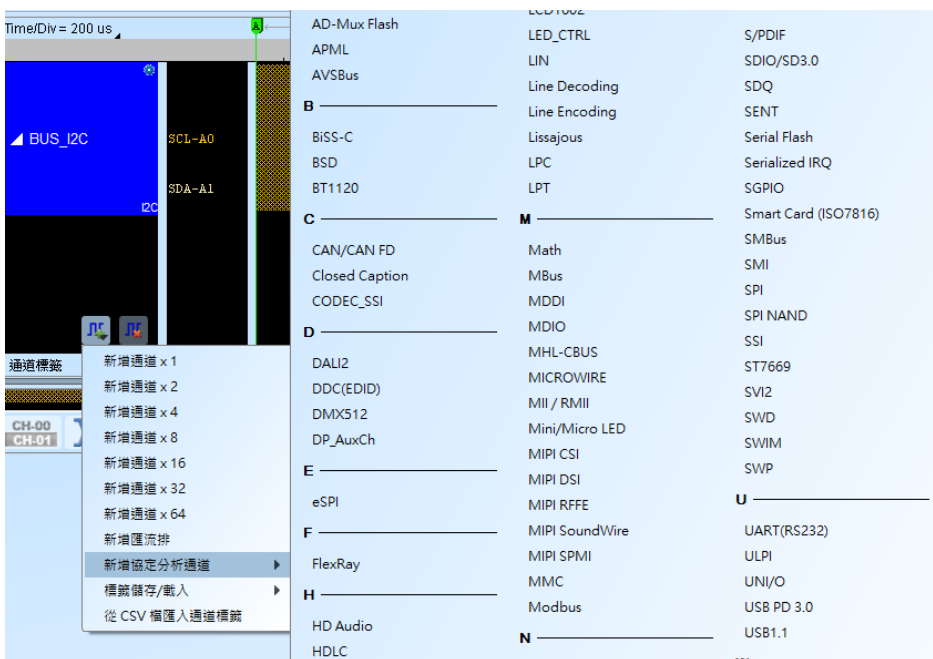 Time/Div = 200 us
A
BUS_I2C
SCL-A0
SDA-A1
I2C
通道標籤
CH-00
CH-01
新增通道 x 1
新增通道 x 2
新增通道 x 4
新增通道 x 8
新增通道 x 16
新增通道 x 32
新增通道 x 64
新增匯流排
新增協定分析通道
標籤儲存/載入
從 CSV 檔匯入通道標籤
AD-Mux Flash
APML
AVSBus
B
BiSS-C
BSD
BT1120
C
CAN/CAN FD
Closed Caption
CODEC_SSI
D
DALI2
DDC(EDID)
DMX512
DP_AuxCh
E
eSPI
F
FlexRay
H
HD Audio
HDLC
LCD1602
LED_CTRL
LIN
Line Decoding
Line Encoding
Lissajous
LPC
LPT
M
Math
MBus
MDDI
MDIO
MHL-CBUS
MICROWIRE
MII / RMII
Mini/Micro LED
MIPI CSI
MIPI DSI
MIPI RFFE
MIPI SoundWire
MIPI SPMI
MMC
Modbus
N
S/PDIF
SDIO/SD3.0
SDQ
SENT
Serial Flash
Serialized IRQ
SGPIO
Smart Card (ISO7816)
SMBus
SMI
SPI
SPI NAND
SSI
ST7669
SVI2
SWD
SWIM
SWP
U
UART(RS232)
ULPI
UNI/O
USB PD 3.0
USB1.1